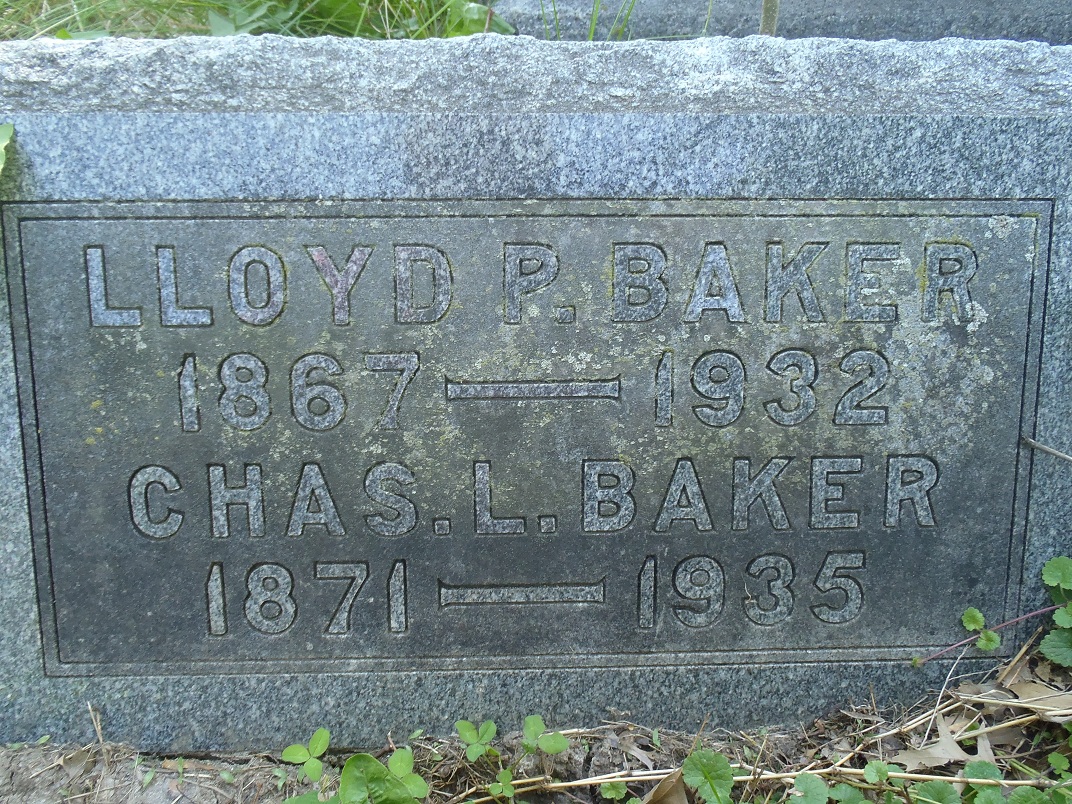 LLOYD P. BAKER
1867 — 1932
CHAS. L. BAKER
1871 — 1935